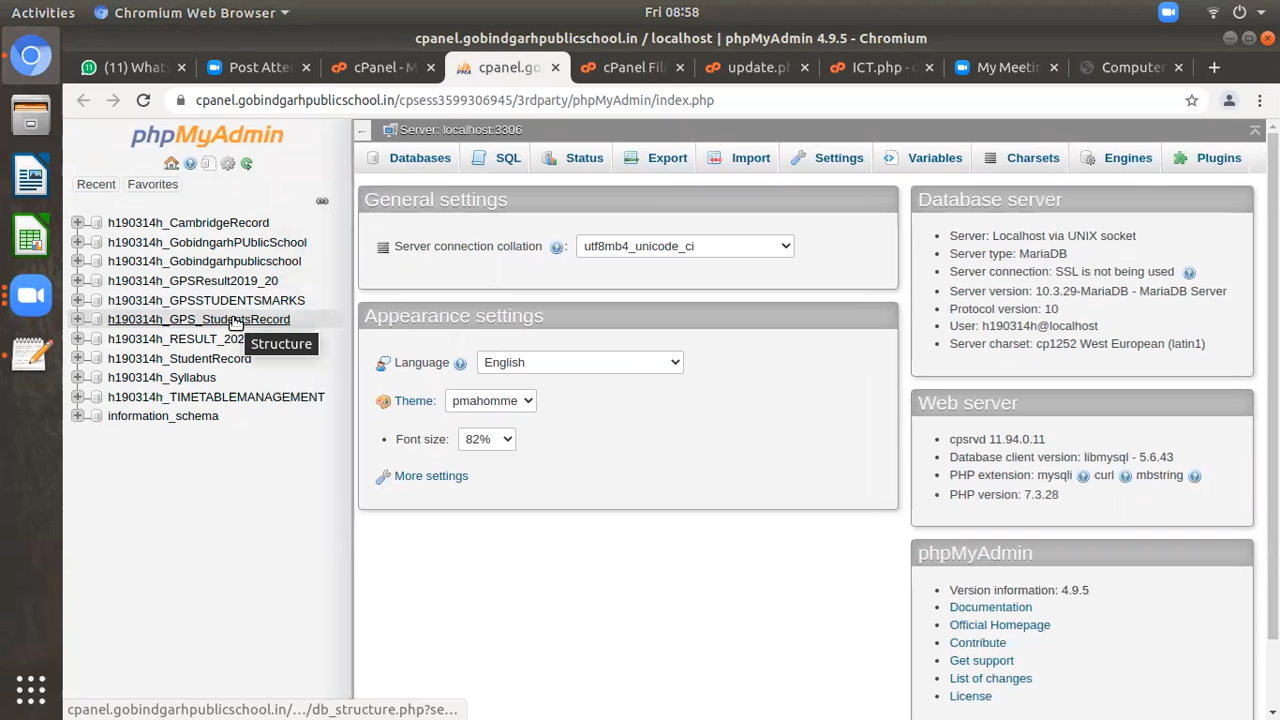 Activities
Chromium Web Browser
Fri 08:58
cpanel.gobindgarhpublicschool.in / localhost | phpMyAdmin 4.9.5 - Chromium
(11) What
Post Atte
cPanel - M
cpanel.go
cPanel File
update.ph
ICT.php - c
My Meeti
Computer
cpanel.gobindgarhpublicschool.in/cpsess3599306945/3rdparty/phpMyAdmin/index.php
phpMyAdmin
Recent
Favorites
h190314h_CambridgeRecord
h190314h_GobidngarhPUblicSchool
h190314h_Gobindgarhpublicschool
h190314h_GPSResult2019_20
h190314h_GPSSTUDENTSMARKS
h190314h_GPS_StudentsRecord
h190314h_RESULT_202
Structure
h190314h_StudentRecord
h190314h_Syllabus
h190314h_TIMETABLEMANAGEMENT
information_schema
Server: localhost:3306
Databases
SQL
Status
Export
Import
Settings
Variables
Charsets
Engines
Plugins
General settings
Server connection collation :
utf8mb4_unicode_ci
Appearance settings
Language
English
Theme:
pmahomme
Font size:
82%
More settings
Database server
Server: Localhost via UNIX socket
Server type: MariaDB
Server connection: SSL is not being used
Server version: 10.3.29-MariaDB - MariaDB Server
Protocol version: 10
User: h190314h@localhost
Server charset: cp1252 West European (latin1)
Web server
cpsrvd 11.94.0.11
Database client version: libmysql - 5.6.43
PHP extension: mysqli curl mbstring
PHP version: 7.3.28
phpMyAdmin
Version information: 4.9.5
Documentation
Official Homepage
Contribute
Get support
List of changes
License
cpanel.gobindgarhpublicschool.in/.../db_structure.php?se...